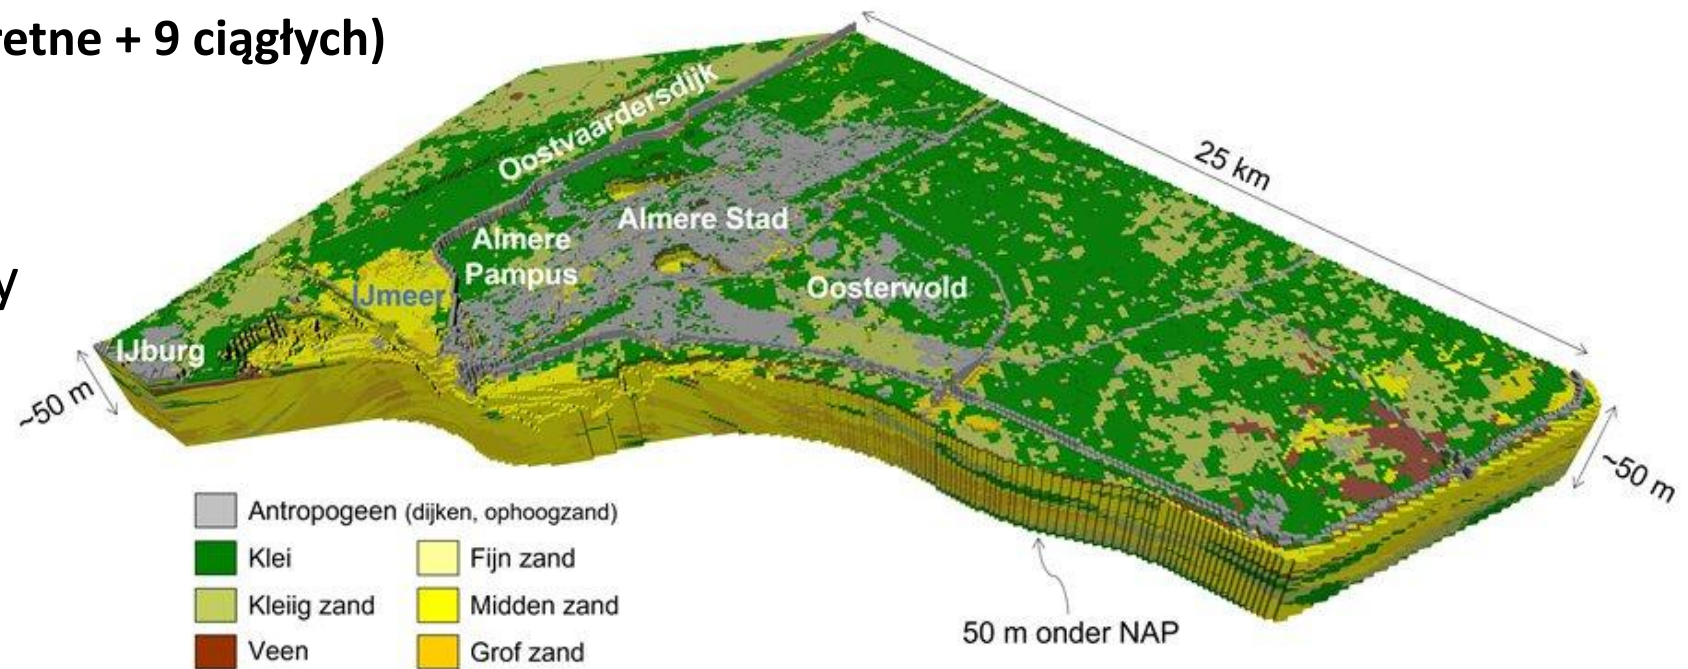 retne + 9 ciągłych)
y
Oostvaardersdijk
25 km
Almere Stad
Almere
Pampus
Oosterwold
IJmeer
IJburg
~50 m
~50 m
Antropogeen (dijken, ophoogzand)
Klei
Fijn zand
Kleiig zand
Midden zand
Veen
Grof zand
50 m onder NAP